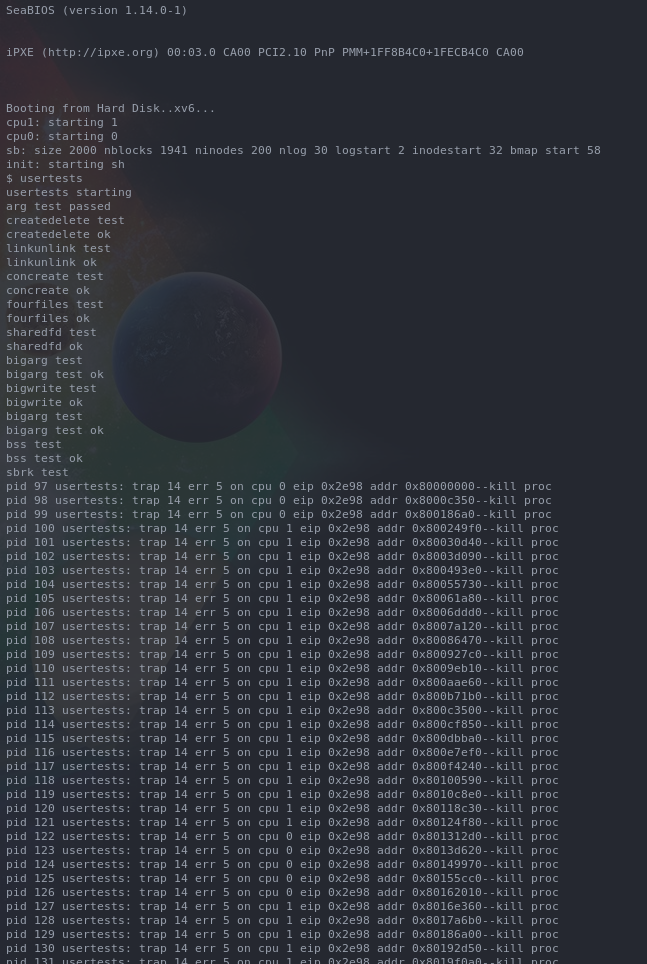 SeaBIOS (version 1.14.0-1)
iPXE (http://ipxe.org) 00:03.0 CA00 PCI2.10 PnP PMM+1FF8B4C0+1FECB4C0 CA00
Booting from Hard Disk..xv6...
cpu1: starting 1
cpu0: starting 0
sb: size 2000 nblocks 1941 ninodes 200 nlog 30 logstart 2 inodestart 32 bmap start 58
init: starting sh
$ usertests
usertests starting
arg test passed
createdelete test
createdelete ok
linkunlink test
linkunlink ok
concreate test
concreate ok
fourfiles test
fourfiles ok
sharedfd test
sharedfd ok
bigarg test
bigarg test ok
bigwrite test
bigwrite ok
bigarg test
bigarg test ok
bss test
bss test ok
sbrk test
pid 97 usertests: trap 14 err 5 on cpu 0 eip 0x2e98 addr 0x80000000--kill proc
pid 98 usertests: trap 14 err 5 on cpu 0 eip 0x2e98 addr 0x8000c350--kill proc
pid 99 usertests: trap 14 err 5 on cpu 0 eip 0x2e98 addr 0x800186a0--kill proc
pid 100 usertests: trap 14 err 5 on cpu 1 eip 0x2e98 addr 0x800249f0--kill proc
pid 101 usertests: trap 14 err 5 on cpu 1 eip 0x2e98 addr 0x80030d40--kill proc
pid 102 usertests: trap 14 err 5 on cpu 1 eip 0x2e98 addr 0x8003d090--kill proc
pid 103 usertests: trap 14 err 5 on cpu 1 eip 0x2e98 addr 0x800493e0--kill proc
pid 104 usertests: trap 14 err 5 on cpu 1 eip 0x2e98 addr 0x80055730--kill proc
pid 105 usertests: trap 14 err 5 on cpu 1 eip 0x2e98 addr 0x80061a80--kill proc
pid 106 usertests: trap 14 err 5 on cpu 1 eip 0x2e98 addr 0x8006ddd0--kill proc
pid 107 usertests: trap 14 err 5 on cpu 1 eip 0x2e98 addr 0x8007a120--kill proc
pid 108 usertests: trap 14 err 5 on cpu 1 eip 0x2e98 addr 0x80086470--kill proc
pid 109 usertests: trap 14 err 5 on cpu 1 eip 0x2e98 addr 0x800927c0--kill proc
pid 110 usertests: trap 14 err 5 on cpu 1 eip 0x2e98 addr 0x8009eb10--kill proc
pid 111 usertests: trap 14 err 5 on cpu 1 eip 0x2e98 addr 0x800aae60--kill proc
pid 112 usertests: trap 14 err 5 on cpu 1 eip 0x2e98 addr 0x800b71b0--kill proc
pid 113 usertests: trap 14 err 5 on cpu 1 eip 0x2e98 addr 0x800c3500--kill proc
pid 114 usertests: trap 14 err 5 on cpu 1 eip 0x2e98 addr 0x800cf850--kill proc
pid 115 usertests: trap 14 err 5 on cpu 1 eip 0x2e98 addr 0x800dbba0--kill proc
pid 116 usertests: trap 14 err 5 on cpu 1 eip 0x2e98 addr 0x800e7ef0--kill proc
pid 117 usertests: trap 14 err 5 on cpu 1 eip 0x2e98 addr 0x800f4240--kill proc
pid 118 usertests: trap 14 err 5 on cpu 1 eip 0x2e98 addr 0x80100590--kill proc
pid 119 usertests: trap 14 err 5 on cpu 1 eip 0x2e98 addr 0x8010c8e0--kill proc
pid 120 usertests: trap 14 err 5 on cpu 1 eip 0x2e98 addr 0x80118c30--kill proc
pid 121 usertests: trap 14 err 5 on cpu 1 eip 0x2e98 addr 0x80124f80--kill proc
pid 122 usertests: trap 14 err 5 on cpu 0 eip 0x2e98 addr 0x801312d0--kill proc
pid 123 usertests: trap 14 err 5 on cpu 0 eip 0x2e98 addr 0x8013d620--kill proc
pid 124 usertests: trap 14 err 5 on cpu 0 eip 0x2e98 addr 0x80149970--kill proc
pid 125 usertests: trap 14 err 5 on cpu 0 eip 0x2e98 addr 0x80155cc0--kill proc
pid 126 usertests: trap 14 err 5 on cpu 0 eip 0x2e98 addr 0x80162010--kill proc
pid 127 usertests: trap 14 err 5 on cpu 1 eip 0x2e98 addr 0x8016e360--kill proc
pid 128 usertests: trap 14 err 5 on cpu 1 eip 0x2e98 addr 0x8017a6b0--kill proc
pid 129 usertests: trap 14 err 5 on cpu 1 eip 0x2e98 addr 0x80186a00--kill proc
pid 130 usertests: trap 14 err 5 on cpu 1 eip 0x2e98 addr 0x80192d50--kill proc
pid 131 usertests: trap 14 err 5 on cpu 1 eip 0x2e98 addr 0x8019f0a0--kill proc